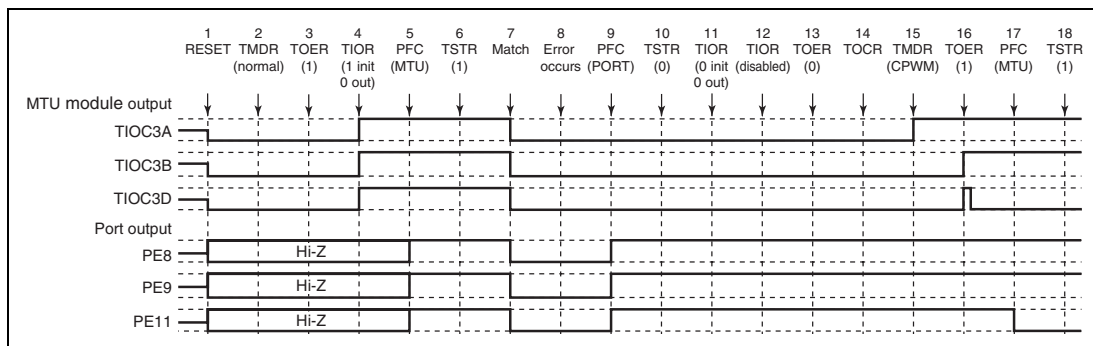 1 2 3 4 5 6 7 8 9 10 11 12 13 14 15 16 17 18
RESET TMDR TOER TIOR PFC TSTR Match Error PFC TSTR TIOR TIOR TOER TOCR TMDR TOER PFC TSTR
(normal) (1) (1 init (MTU) (1) occurs (PORT) (0) (0 init (disabled) (0) (CPWM) (1) (MTU) (1)
0 out) 0 out)
MTU module output
TIOC3A
TIOC3B
TIOC3D
Port output
PE8 Hi-Z
PE9 Hi-Z
PE11 Hi-Z